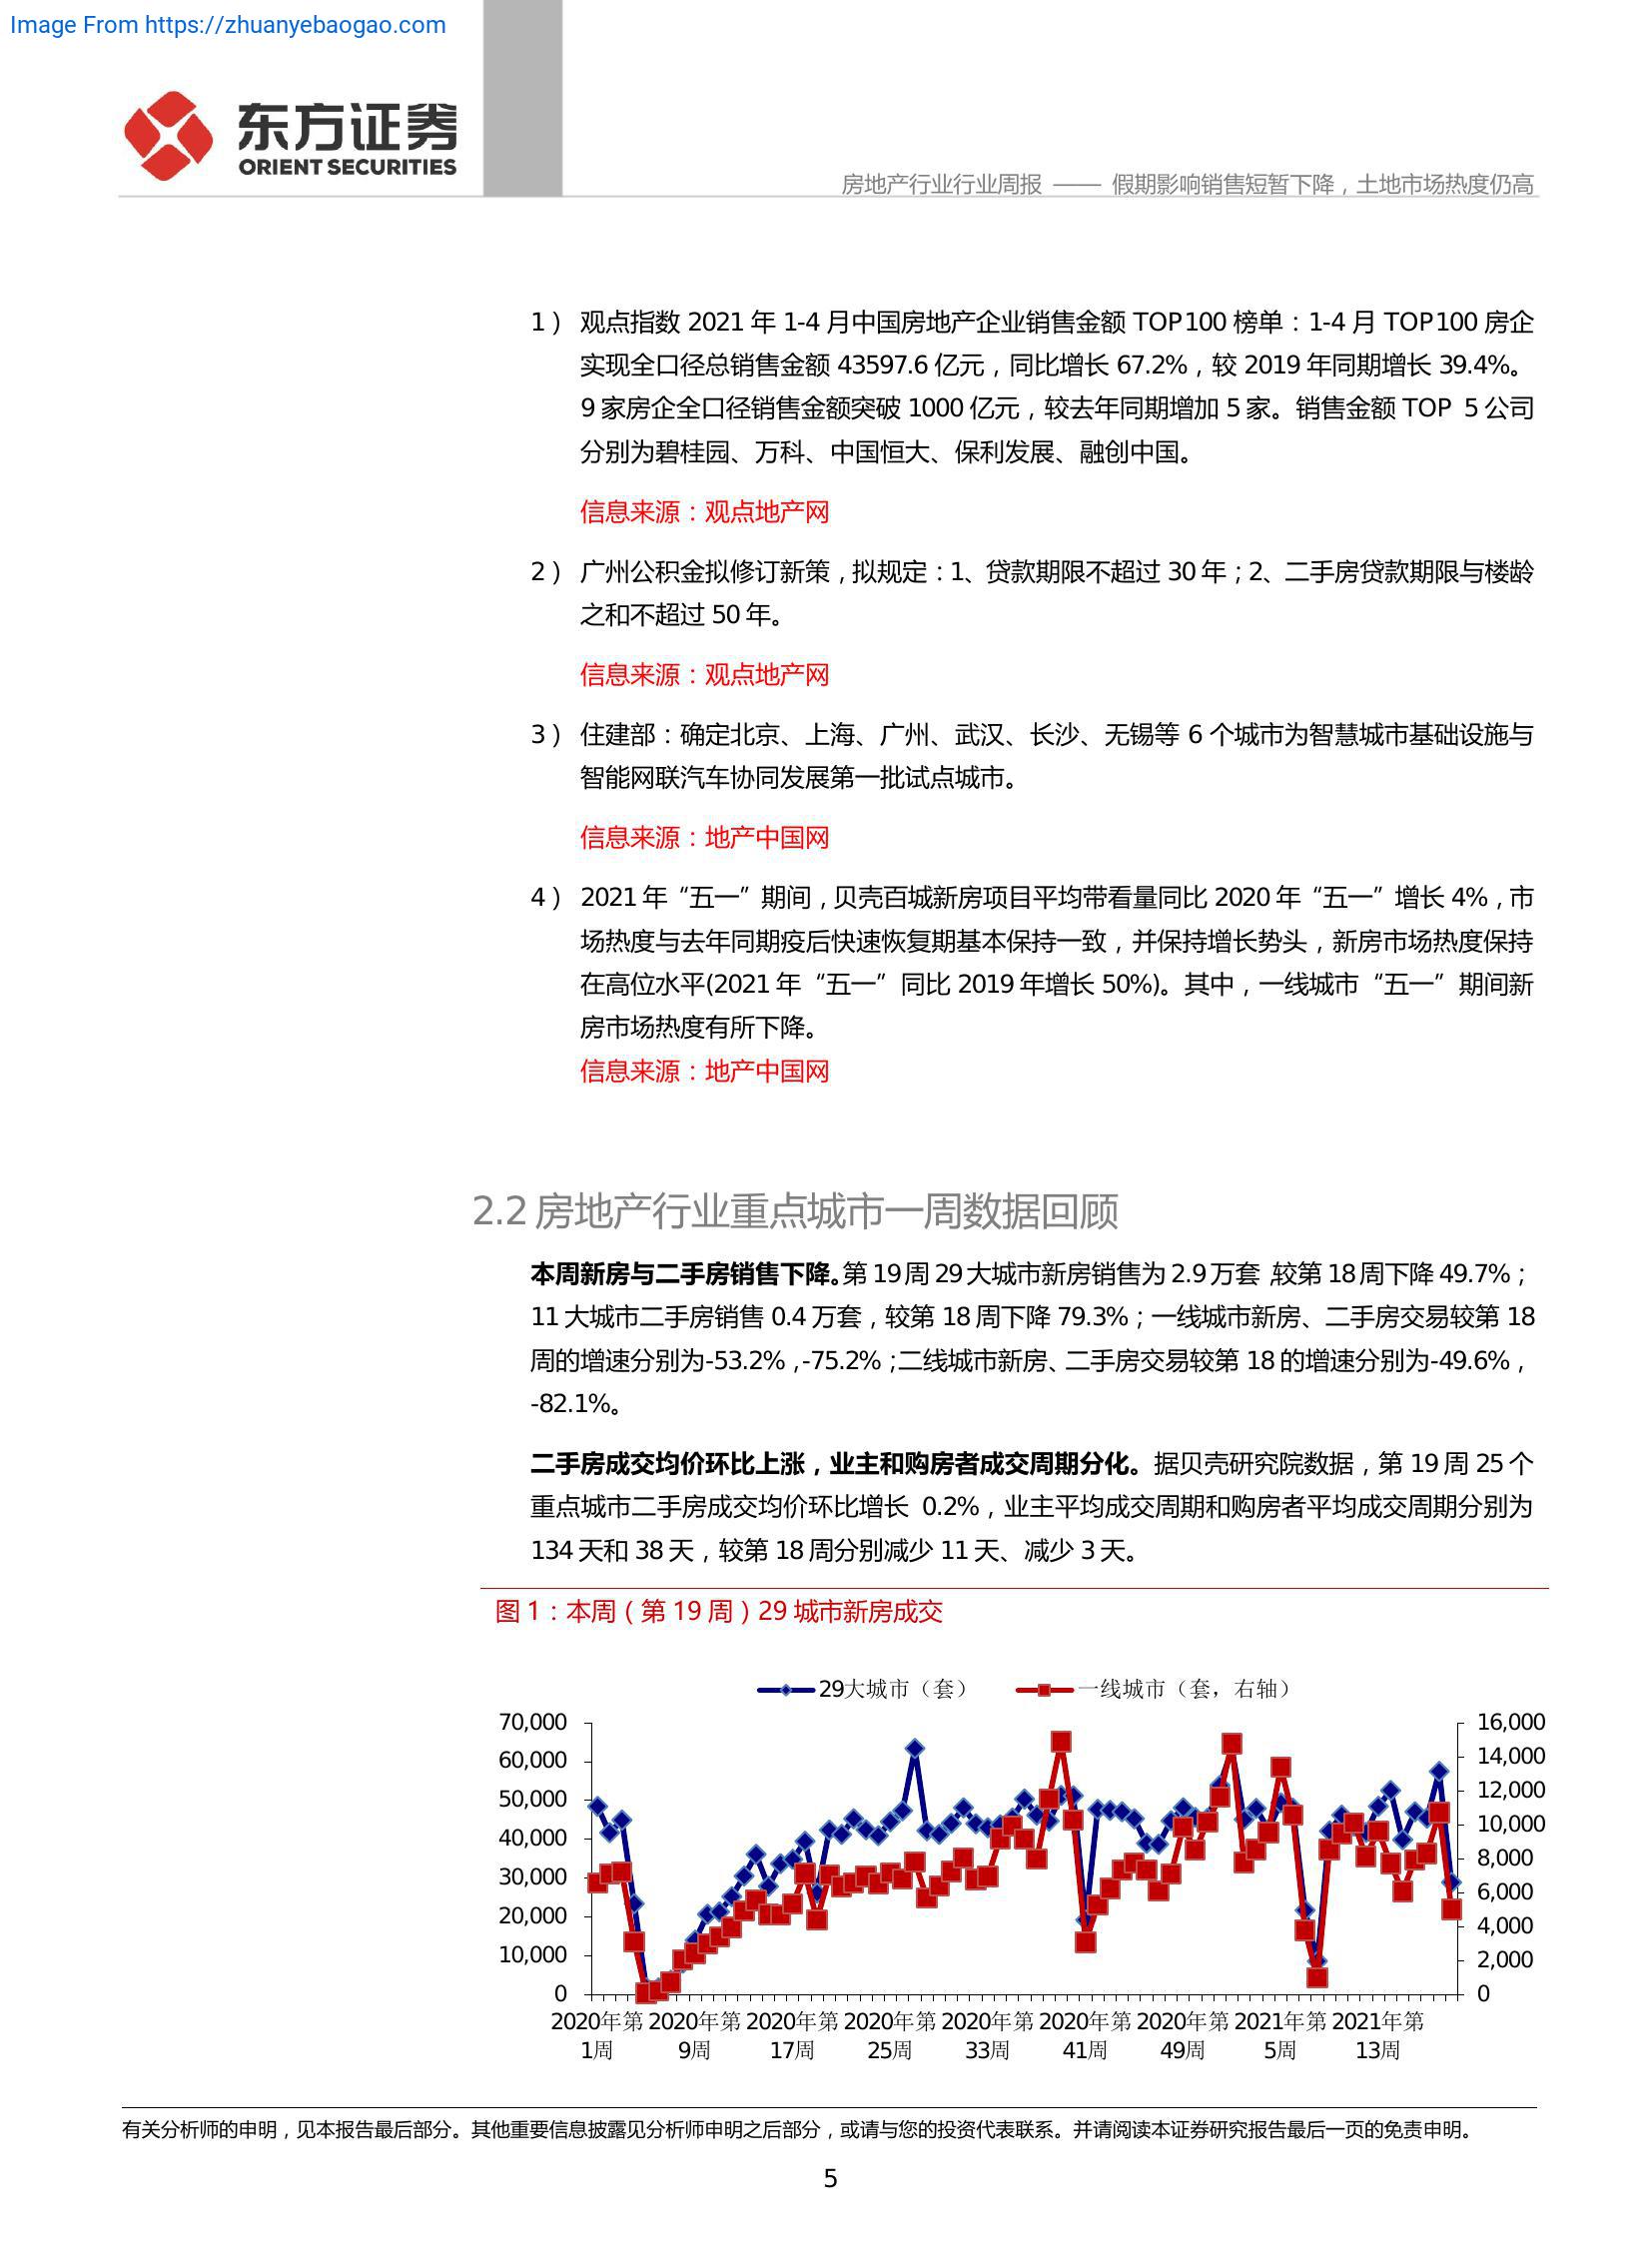 Image From https://zhuanyebaogao.com
东方证券
ORIENT SECURITIES
房地产行业行业周报 —— 假期影响销售短暂下降，土地市场热度仍高
1） 观点指数 2021 年 1-4 月中国房地产企业销售金额 TOP100 榜单：1-4 月 TOP100 房企
实现全口径总销售金额 43597.6 亿元，同比增长 67.2%，较 2019 年同期增长 39.4%。
9 家房企全口径销售金额突破 1000 亿元，较去年同期增加 5 家。销售金额 TOP 5 公司
分别为碧桂园、万科、中国恒大、保利发展、融创中国。
信息来源：观点地产网
2） 广州公积金拟修订新策，拟规定：1、贷款期限不超过 30 年；2、二手房贷款期限与楼龄
之和不超过 50 年。
信息来源：观点地产网
3） 住建部：确定北京、上海、广州、武汉、长沙、无锡等 6 个城市为智慧城市基础设施与
智能网联汽车协同发展第一批试点城市。
信息来源：地产中国网
4） 2021 年“五一”期间，贝壳百城新房项目平均带看量同比 2020 年“五一”增长 4%，市
场热度与去年同期疫后快速恢复期基本保持一致，并保持增长势头，新房市场热度保持
在高位水平(2021 年“五一”同比 2019 年增长 50%)。其中，一线城市“五一”期间新
房市场热度有所下降。
信息来源：地产中国网
2.2 房地产行业重点城市一周数据回顾
本周新房与二手房销售下降。第 19 周 29 大城市新房销售为 2.9 万套，较第 18 周下降 49.7%；
11 大城市二手房销售 0.4 万套，较第 18 周下降 79.3%；一线城市新房、二手房交易较第 18
周的增速分别为-53.2%，-75.2%；二线城市新房、二手房交易较第 18 的增速分别为-49.6%，
-82.1%。
二手房成交均价环比上涨，业主和购房者成交周期分化。据贝壳研究院数据，第 19 周 25 个
重点城市二手房成交均价环比增长 0.2%，业主平均成交周期和购房者平均成交周期分别为
134 天和 38 天，较第 18 周分别减少 11 天、减少 3 天。
图 1：本周（第 19 周）29 城市新房成交
29大城市（套） 一线城市（套，右轴）
70,000 16,000
60,000 14,000
50,000 12,000
40,000 10,000
30,000 8,000
20,000 6,000
10,000 4,000
0 2,000
0
2020年第 2020年第 2020年第 2020年第 2020年第 2020年第 2020年第 2021年第 2021年第
1周 9周 17周 25周 33周 41周 49周 5周 13周
有关分析师的申明，见本报告最后部分。其他重要信息披露见分析师申明之后部分，或请与您的投资代表联系。并请阅读本证券研究报告最后一页的免责申明。
5